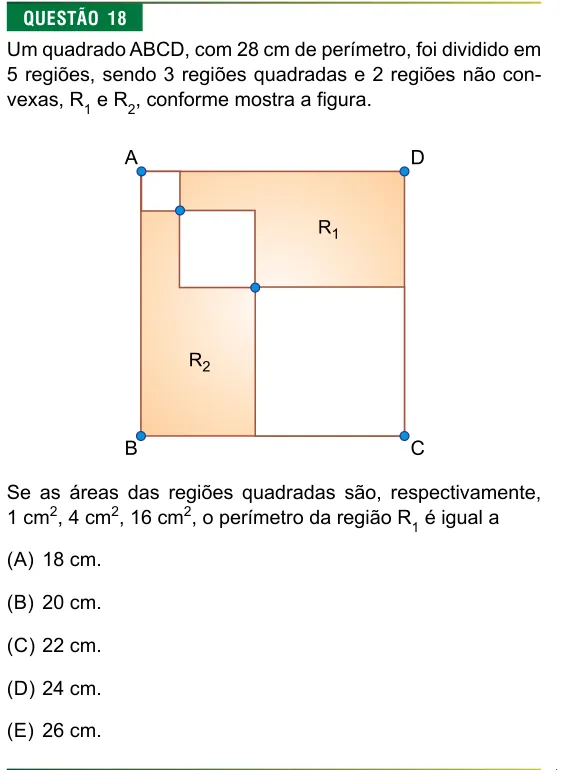 QUESTÃO 18
Um quadrado ABCD, com 28 cm de perímetro, foi dividido em
5 regiões, sendo 3 regiões quadradas e 2 regiões não con-
vexas, R₁ e R₂, conforme mostra a figura.
A D
R₁
R₂
B C
Se as áreas das regiões quadradas são, respectivamente,
1 cm², 4 cm², 16 cm², o perímetro da região R₁ é igual a
(A) 18 cm.
(B) 20 cm.
(C) 22 cm.
(D) 24 cm.
(E) 26 cm.